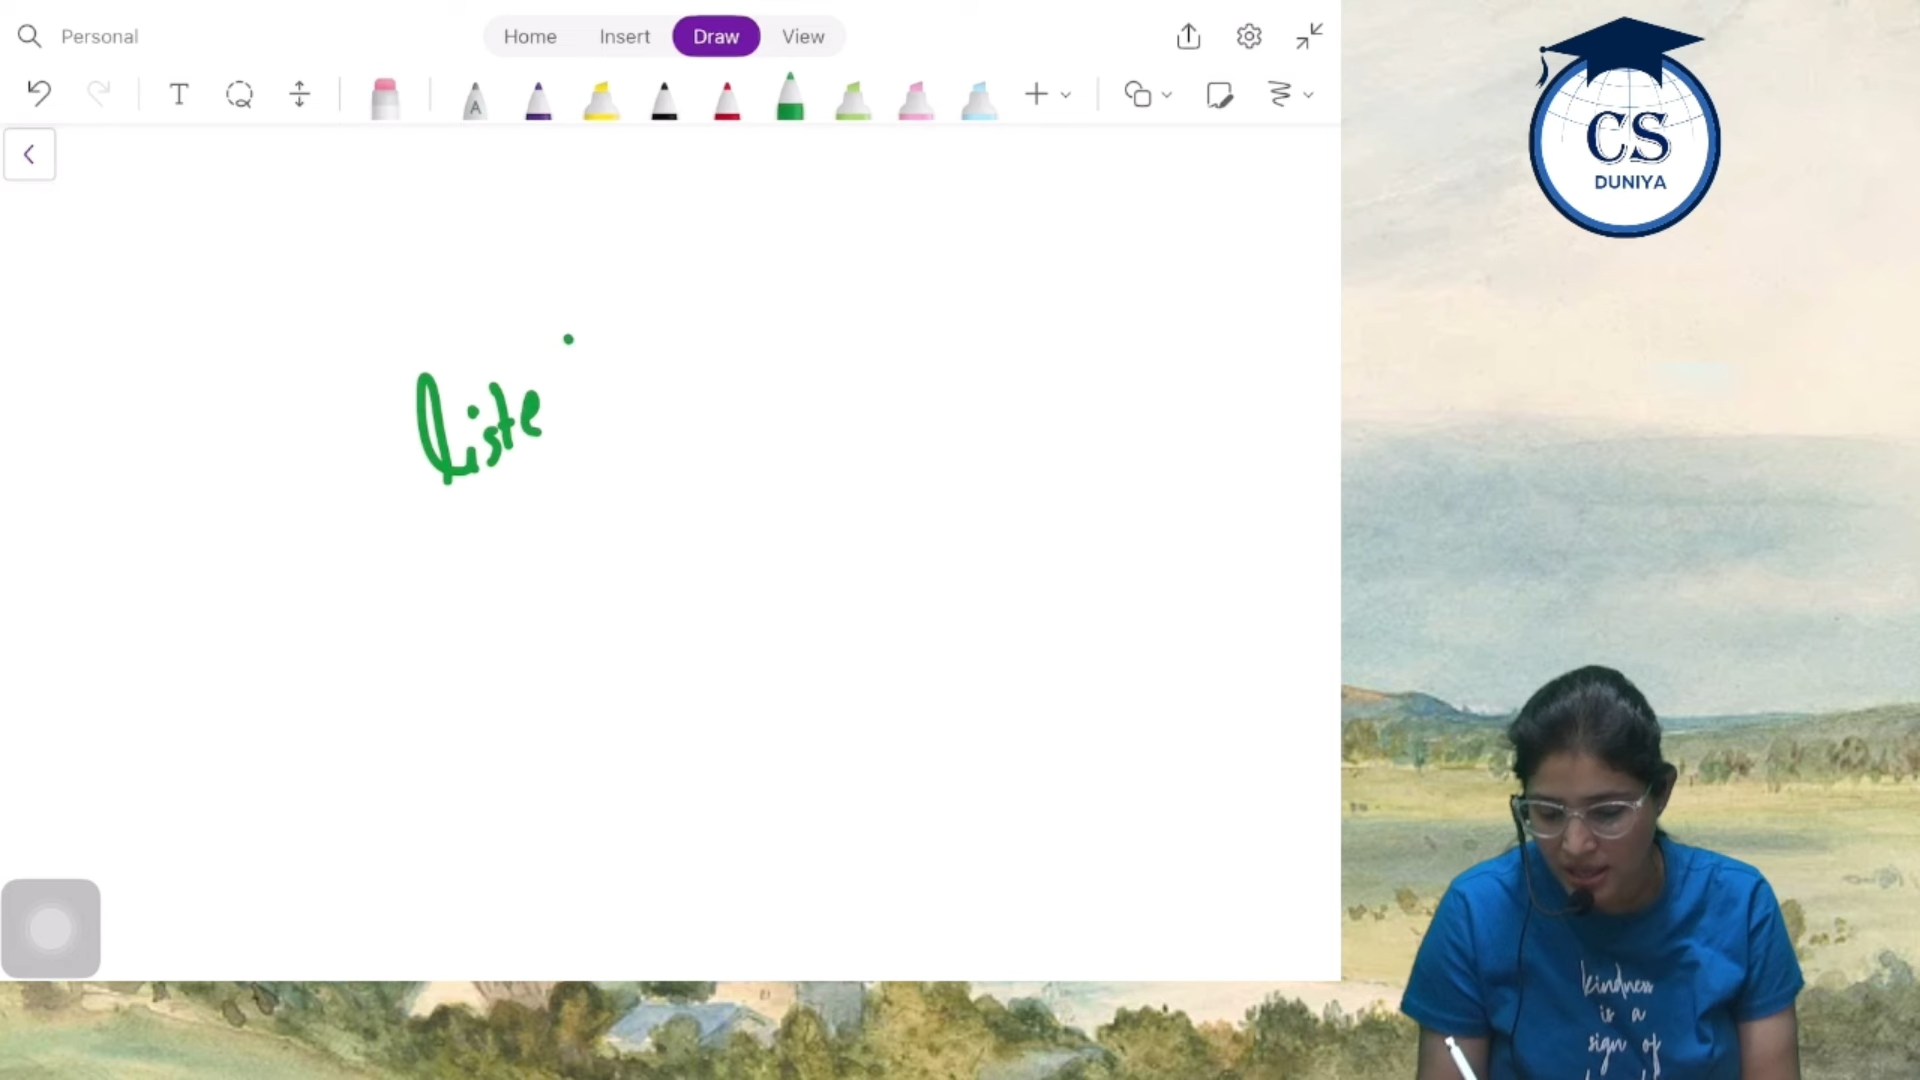 Personal
Home Insert Draw View
T
A
Liste
CS
DUNIYA
kindness
is a
sign of